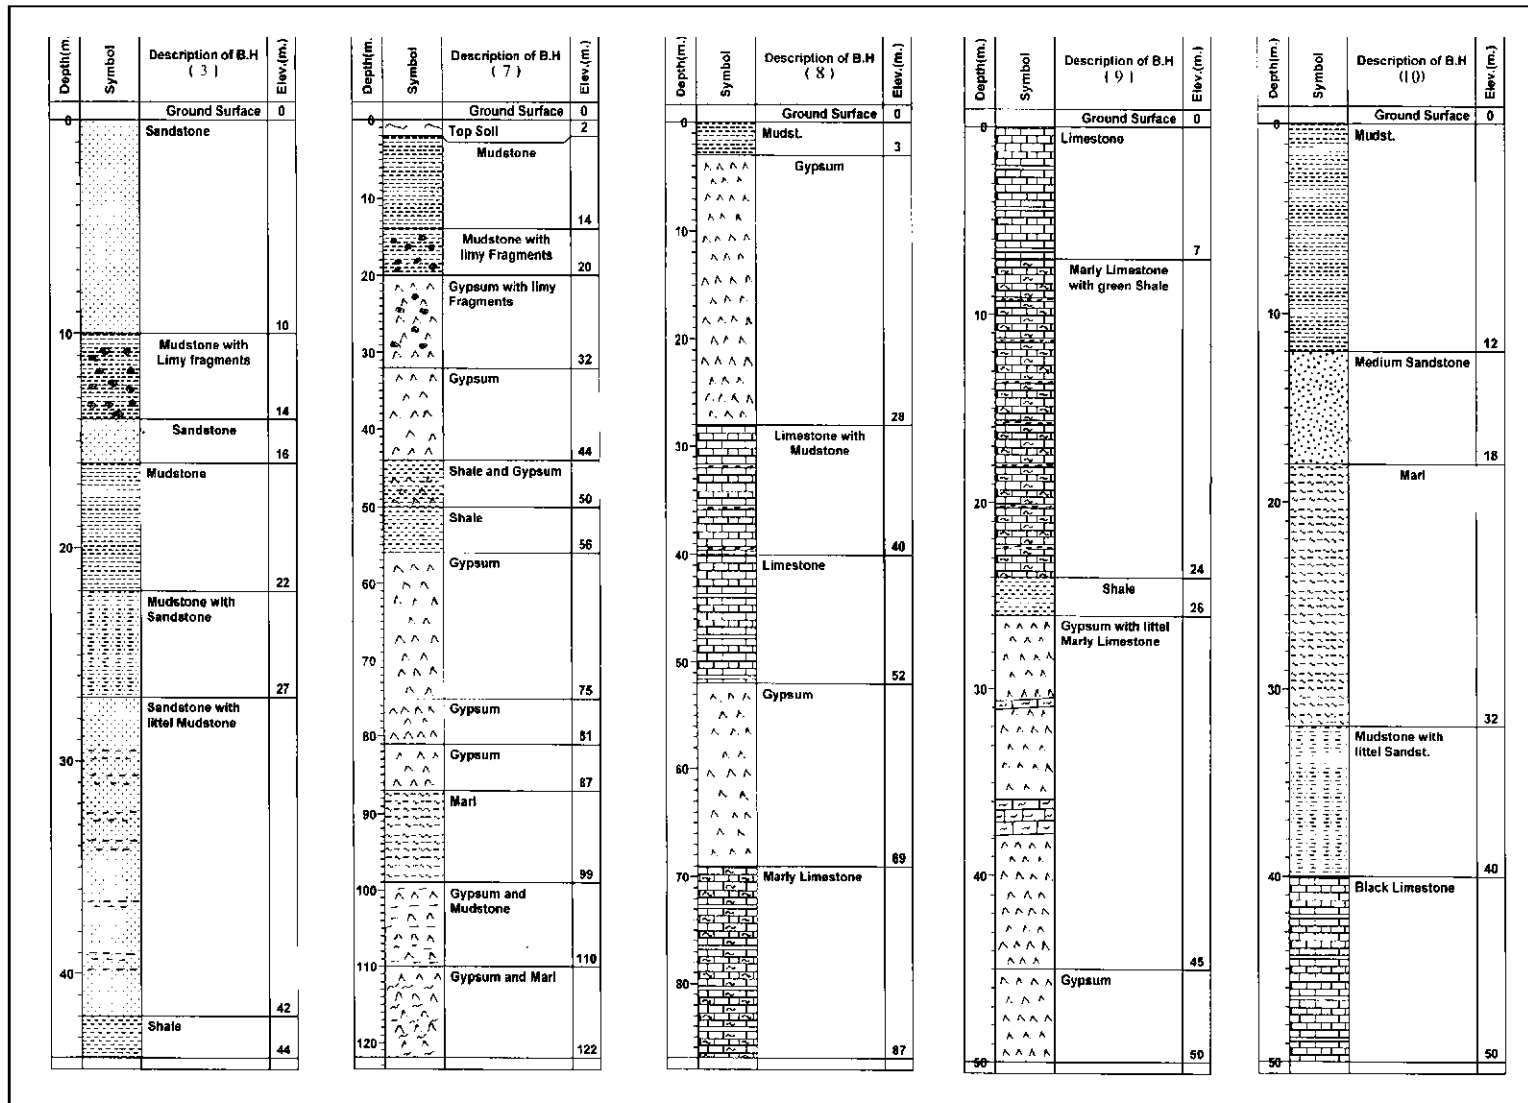 Depth(m.
Symbol
Description of B.H
( 3 )
Elev.(m.)
Ground Surface 0
0
Sandstone
10
10
Mudstone with
Limy fragments
14
Sandstone
16
Mudstone
20
22
Mudstone with
Sandstone
27
Sandstone with
littel Mudstone
30
40
42
Shale
44
Depth(m.
Symbol
Description of B.H
( 7 )
Elev.(m.)
Ground Surface 0
0
Top Soil 2
Mudstone
10
14
Mudstone with
limy Fragments
20
20
Gypsum with limy
Fragments
30
32
Gypsum
40
44
Shale and Gypsum
50
50
Shale
56
Gypsum
60
70
75
Gypsum
80
81
Gypsum
87
Marl
90
99
100
Gypsum and
Mudstone
110
110
Gypsum and Marl
120
122
Depth(m.
Symbol
Description of B.H
( 8 )
Elev.(m.)
Ground Surface 0
0
Mudst.
3
Gypsum
10
20
28
30
Limestone with
Mudstone
40
40
Limestone
50
52
Gypsum
60
69
70
Marly Limestone
80
87
Depth(m.
Symbol
Description of B.H
( 9 )
Elev.(m.)
Ground Surface 0
0
Limestone
7
Marly Limestone
with green Shale
10
20
24
Shale
26
Gypsum with littel
Marly Limestone
30
40
45
Gypsum
50
50
Depth(m.
Symbol
Description of B.H
(10)
Elev.(m.)
Ground Surface 0
0
Mudst.
10
12
Medium Sandstone
18
Marl
20
30
32
Mudstone with
littel Sandst.
40
40
Black Limestone
50
50